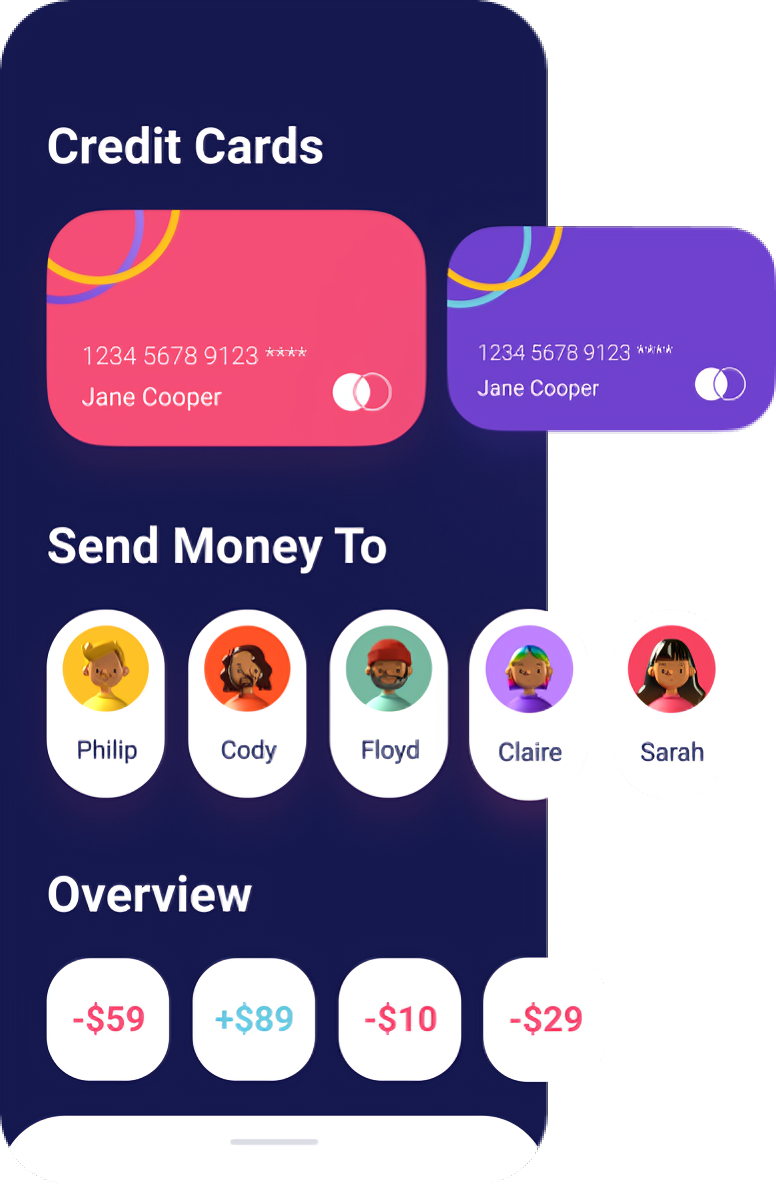 Credit Cards
1234 5678 9123 ****
Jane Cooper
1234 5678 9123 ****
Jane Cooper
Send Money To
Philip
Cody
Floyd
Claire
Sarah
Overview
-$59
+$89
-$10
-$29